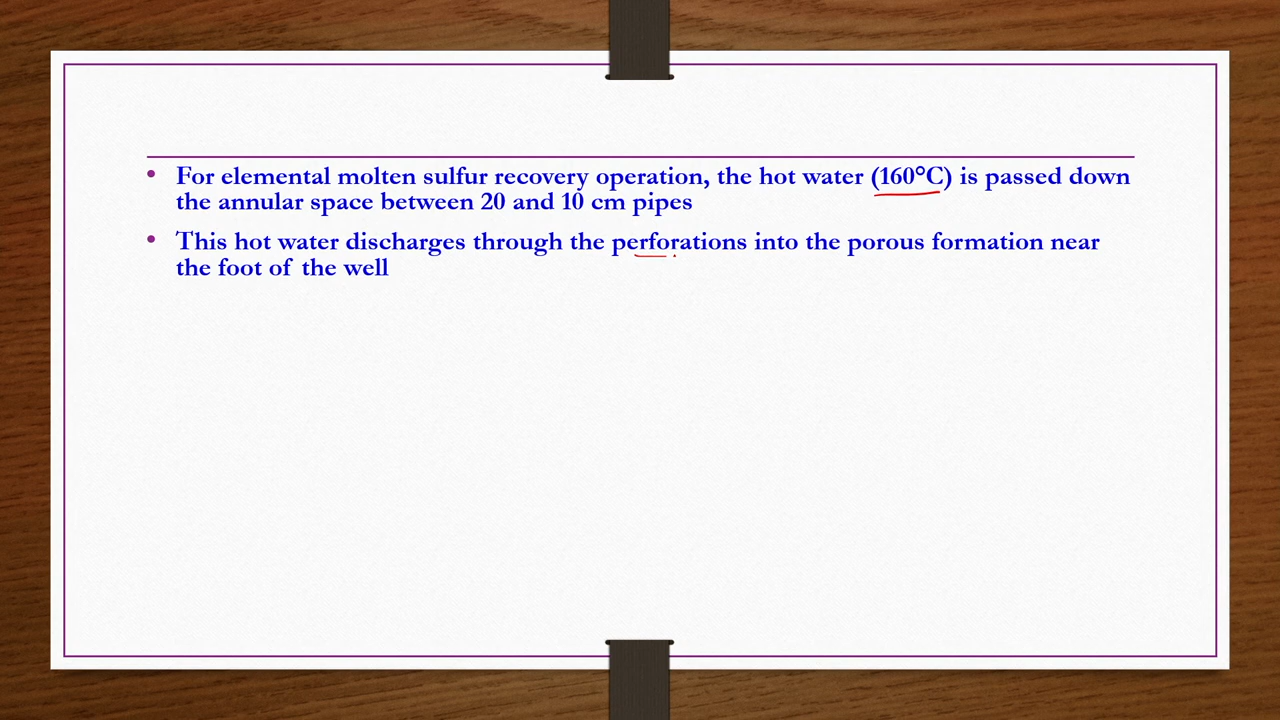 • For elemental molten sulfur recovery operation, the hot water (160°C) is passed down
the annular space between 20 and 10 cm pipes
• This hot water discharges through the perforations into the porous formation near
the foot of the well